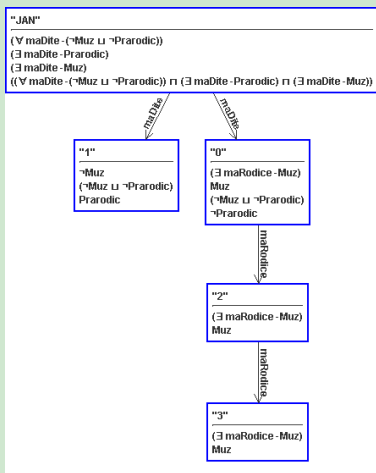 "JAN"
(∀ maDite-(¬Muz ⊔ ¬Prarodic))
(∃ maDite-Prarodic)
(∃ maDite-Muz)
((∀ maDite-(¬Muz ⊔ ¬Prarodic)) ⊓ (∃ maDite-Prarodic) ⊓ (∃ maDite-Muz))
maDite
maDite
"1"
¬Muz
(¬Muz ⊔ ¬Prarodic)
Prarodic
"0"
(∃ maRodice-Muz)
Muz
(¬Muz ⊔ ¬Prarodic)
¬Prarodic
maRodice
"2"
(∃ maRodice-Muz)
Muz
maRodice
"3"
(∃ maRodice-Muz)
Muz